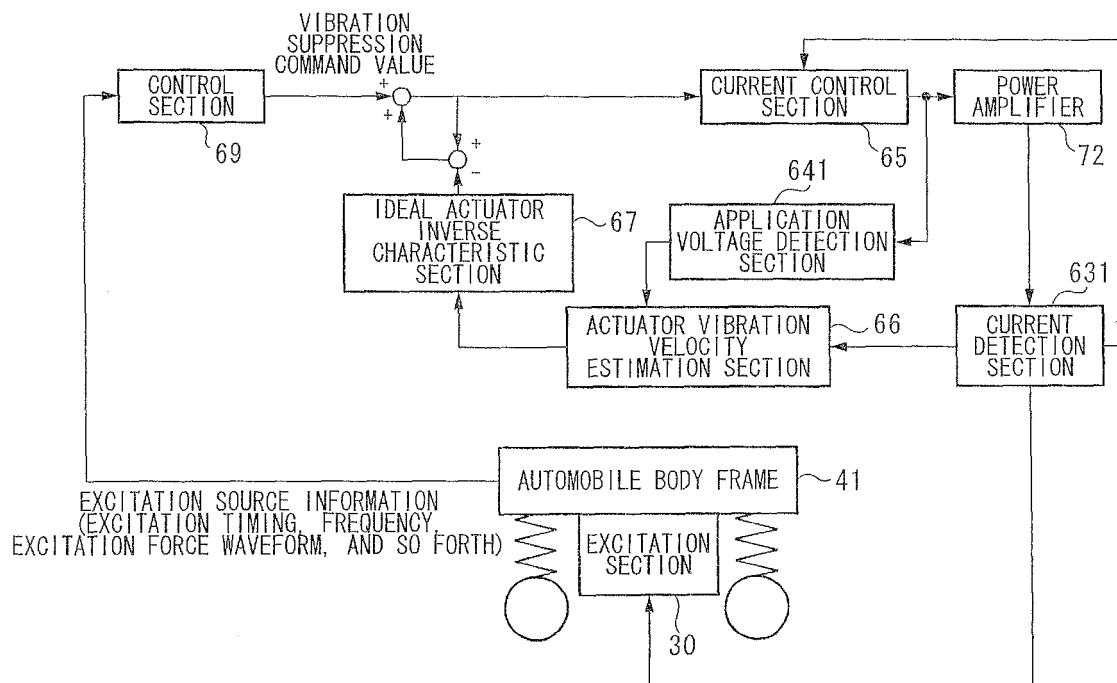 VIBRATION
SUPPRESSION
COMMAND VALUE
CONTROL
SECTION
69
+
+
+
-
CURRENT CONTROL
SECTION
65
POWER
AMPLIFIER
72
641
APPLICATION
VOLTAGE DETECTION
SECTION
IDEAL ACTUATOR
INVERSE
CHARACTERISTIC
SECTION
67
631
ACTUATOR VIBRATION
VELOCITY
ESTIMATION SECTION
66
CURRENT
DETECTION
SECTION
AUTOMOBILE BODY FRAME
41
EXCITATION SOURCE INFORMATION
(EXCITATION TIMING, FREQUENCY,
EXCITATION FORCE WAVEFORM, AND SO FORTH)
EXCITATION
SECTION
30